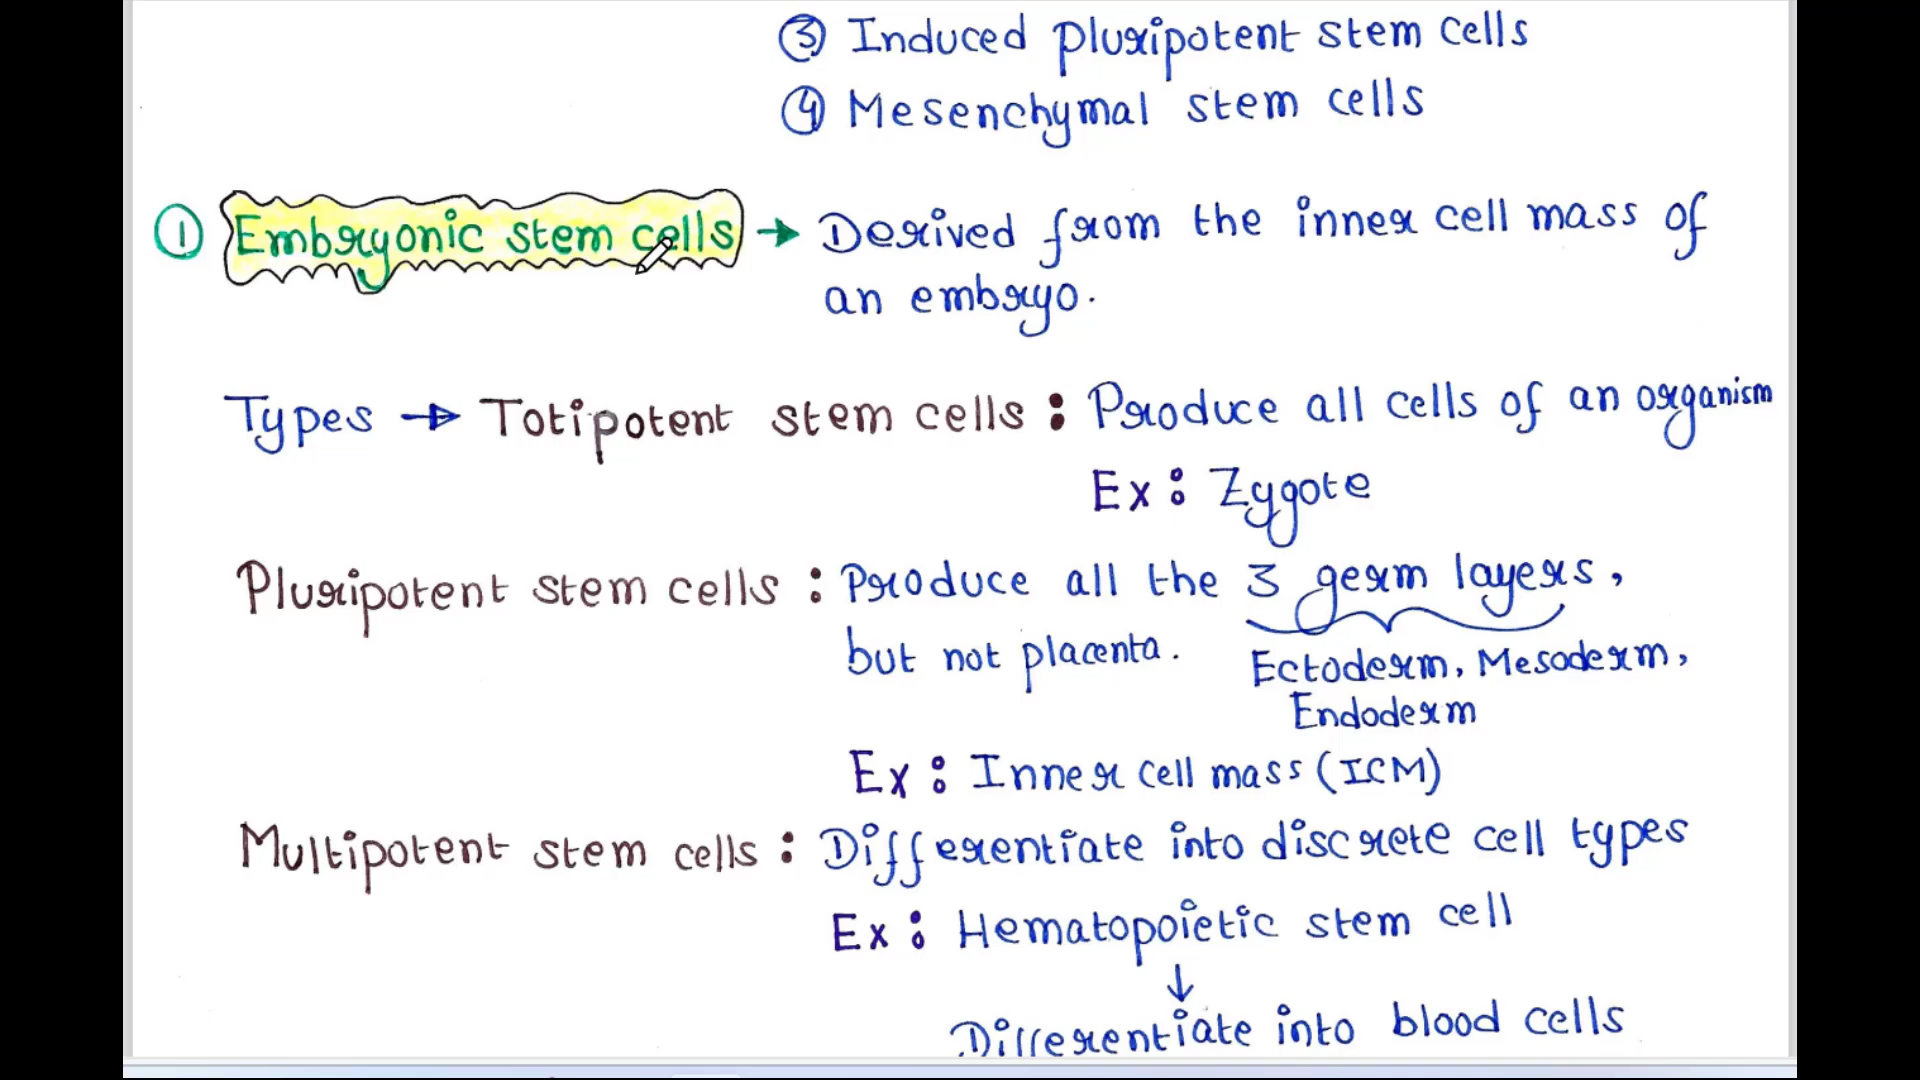 ③ Induced pluripotent stem cells
④ Mesenchymal stem cells
① Embryonic stem cells → Derived from the inner cell mass of
an embryo.
Types → Totipotent stem cells : Produce all cells of an organism
Ex : Zygote
Pluripotent stem cells : Produce all the 3 germ layers,
but not placenta.
Ectoderm, Mesoderm,
Endoderm
Ex : Inner cell mass (ICM)
Multipotent stem cells : Differentiate into discrete cell types
Ex : Hematopoietic stem cell
↓
Differentiate into blood cells